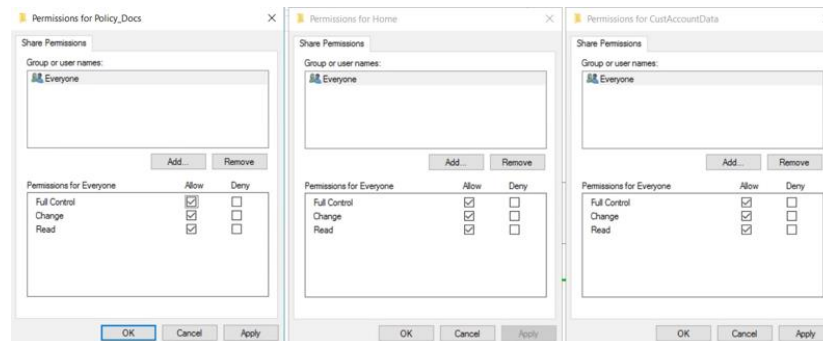 Permissions for Policy_Docs
Share Permissions
Group or user names:
Everyone
Add... Remove
Permissions for Everyone Allow Deny
Full Control
Change
Read
OK Cancel Apply
Permissions for Home
Share Permissions
Group or user names:
Everyone
Add... Remove
Permissions for Everyone Allow Deny
Full Control
Change
Read
OK Cancel Apply
Permissions for CustAccountData
Share Permissions
Group or user names:
Everyone
Add... Remove
Permissions for Everyone Allow Deny
Full Control
Change
Read
OK Cancel Apply